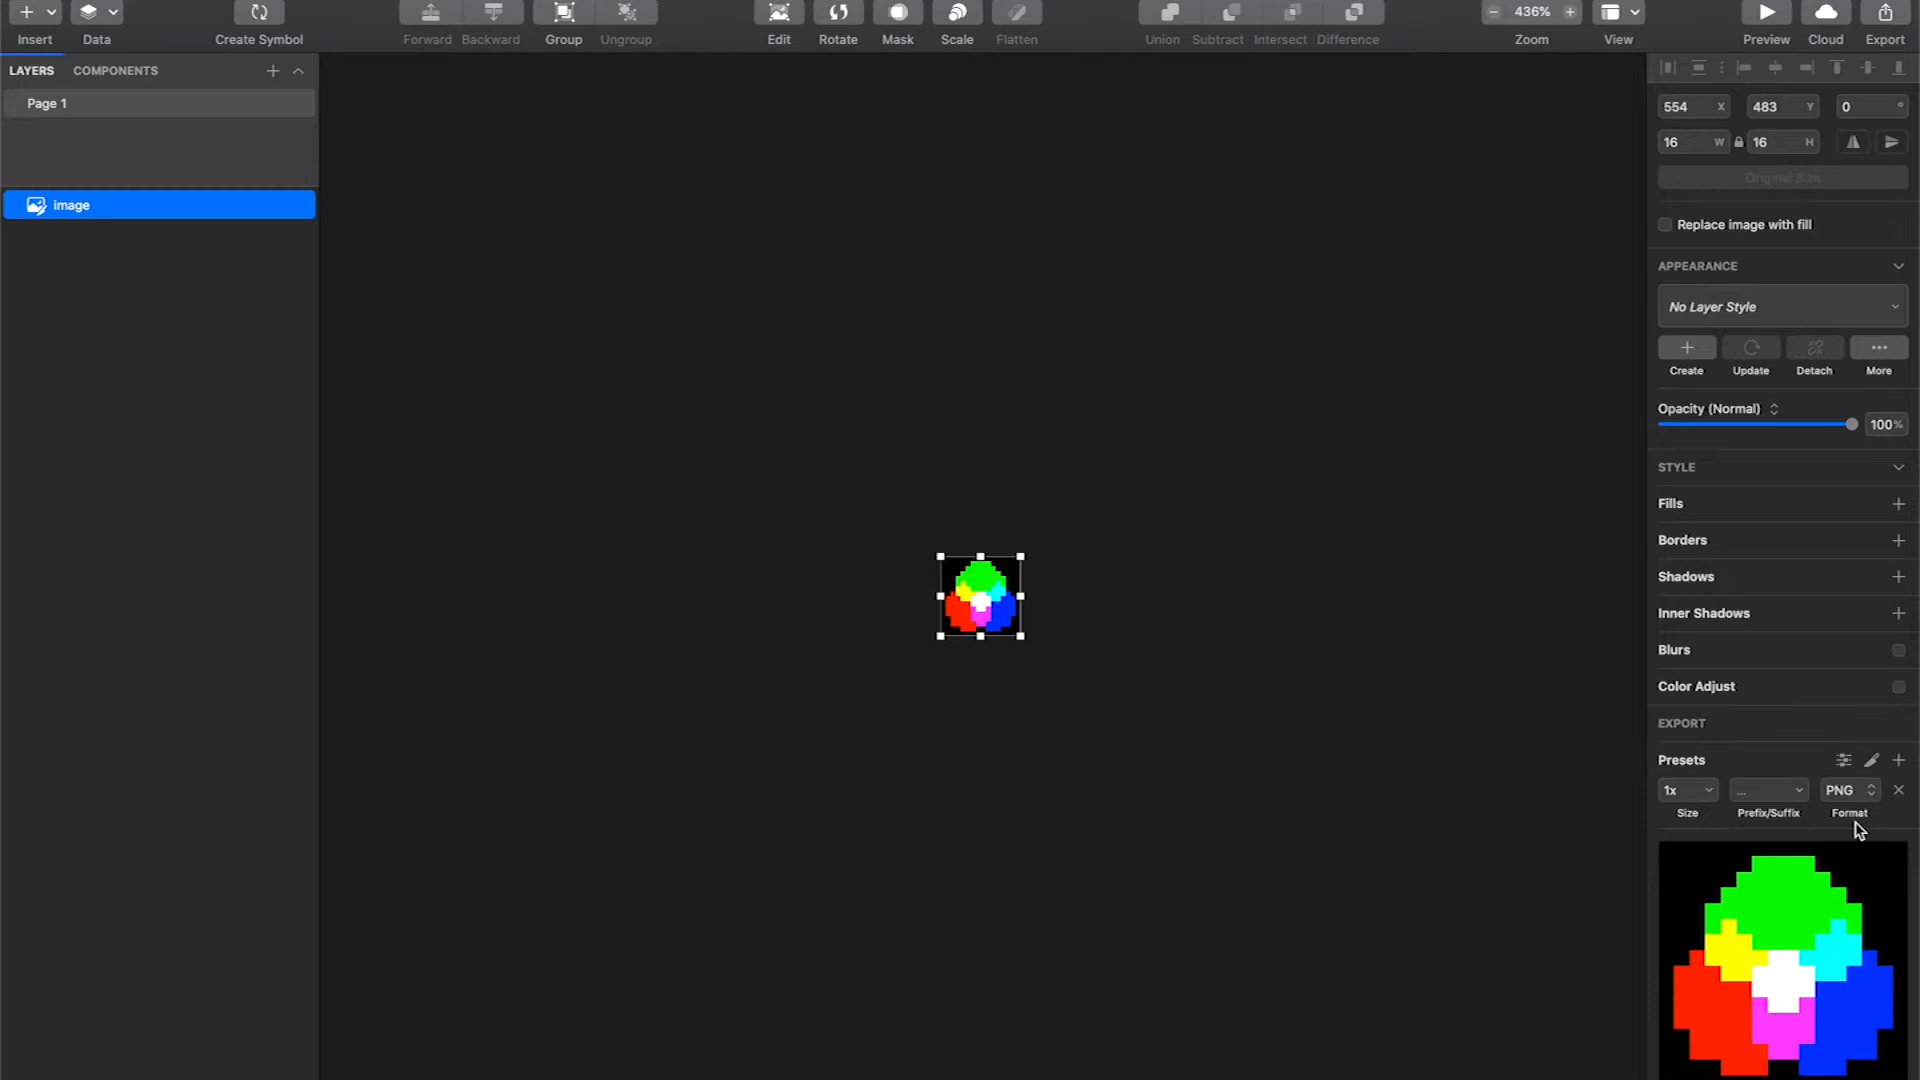 Insert
Data
Create Symbol
Forward
Backward
Group
Ungroup
Edit
Rotate
Mask
Scale
Flatten
Union
Subtract
Intersect
Difference
436%
Zoom
View
Preview
Cloud
Export
LAYERS
COMPONENTS
Page 1
image
554 X
483 Y
0 °
16 W
16 H
Original Size
Replace image with fill
APPEARANCE
No Layer Style
Create
Update
Detach
More
Opacity (Normal)
100%
STYLE
Fills
Borders
Shadows
Inner Shadows
Blurs
Color Adjust
EXPORT
Presets
1x
...
PNG
Size
Prefix/Suffix
Format